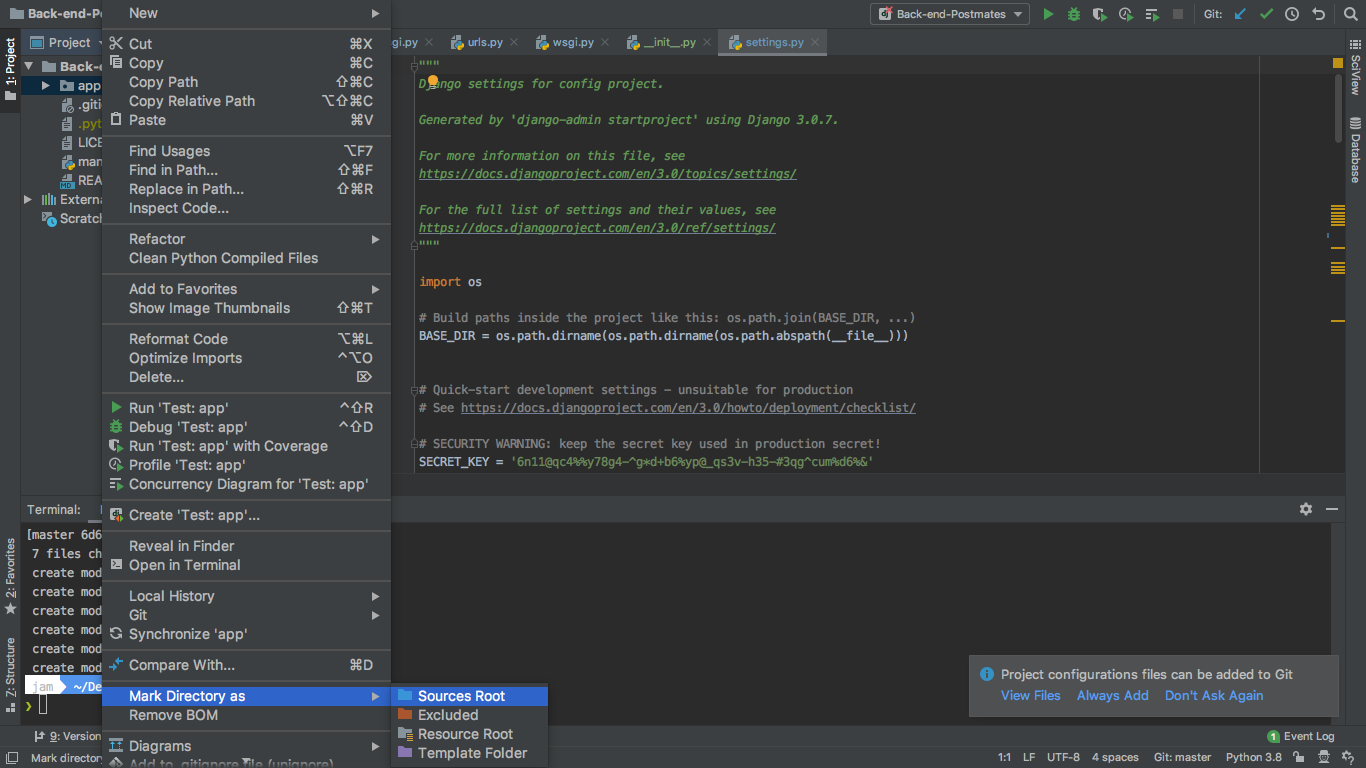 Back-end-Po
Back-end-Postmates
Git:
Project
gi.py
urls.py
wsgi.py
__init__.py
settings.py
1: Project
2: Favorites
Z: Structure
SciView
Database
Back-e
app
.giti
.pyt
LICE
man
REA
Externa
Scratch
New
Cut ⌘X
Copy ⌘C
Copy Path ⇧⌘C
Copy Relative Path ⌥⇧⌘C
Paste ⌘V
Find Usages ⌥F7
Find in Path... ⇧⌘F
Replace in Path... ⇧⌘R
Inspect Code...
Refactor
Clean Python Compiled Files
Add to Favorites
Show Image Thumbnails ⇧⌘T
Reformat Code ⌥⌘L
Optimize Imports ^⌥O
Delete... ⌦
Run 'Test: app' ^⇧R
Debug 'Test: app' ^⇧D
Run 'Test: app' with Coverage
Profile 'Test: app'
Concurrency Diagram for 'Test: app'
Create 'Test: app'...
Reveal in Finder
Open in Terminal
Local History
Git
Synchronize 'app'
Compare With... ⌘D
Mark Directory as
Remove BOM
Diagrams
Add to .gitignore file (unignore)
Sources Root
Excluded
Resource Root
Template Folder
"""
Django settings for config project.
Generated by 'django-admin startproject' using Django 3.0.7.
For more information on this file, see
https://docs.djangoproject.com/en/3.0/topics/settings/
For the full list of settings and their values, see
https://docs.djangoproject.com/en/3.0/ref/settings/
"""
import os
# Build paths inside the project like this: os.path.join(BASE_DIR, ...)
BASE_DIR = os.path.dirname(os.path.dirname(os.path.abspath(__file__)))
# Quick-start development settings - unsuitable for production
# See https://docs.djangoproject.com/en/3.0/howto/deployment/checklist/
# SECURITY WARNING: keep the secret key used in production secret!
SECRET_KEY = '6n11@qc4%%y78g4-^g*d+b6%yp@_qs3v-h35-#3qg^cum%d6%&'
Terminal:
[master 6d6
7 files ch
create mod
create mod
create mod
create mod
create mod
create mod
jam ~/De
❯
Project configurations files can be added to Git
View Files Always Add Don't Ask Again
9: Version
1 Event Log
Mark directory
1:1 LF UTF-8 4 spaces Git: master Python 3.8